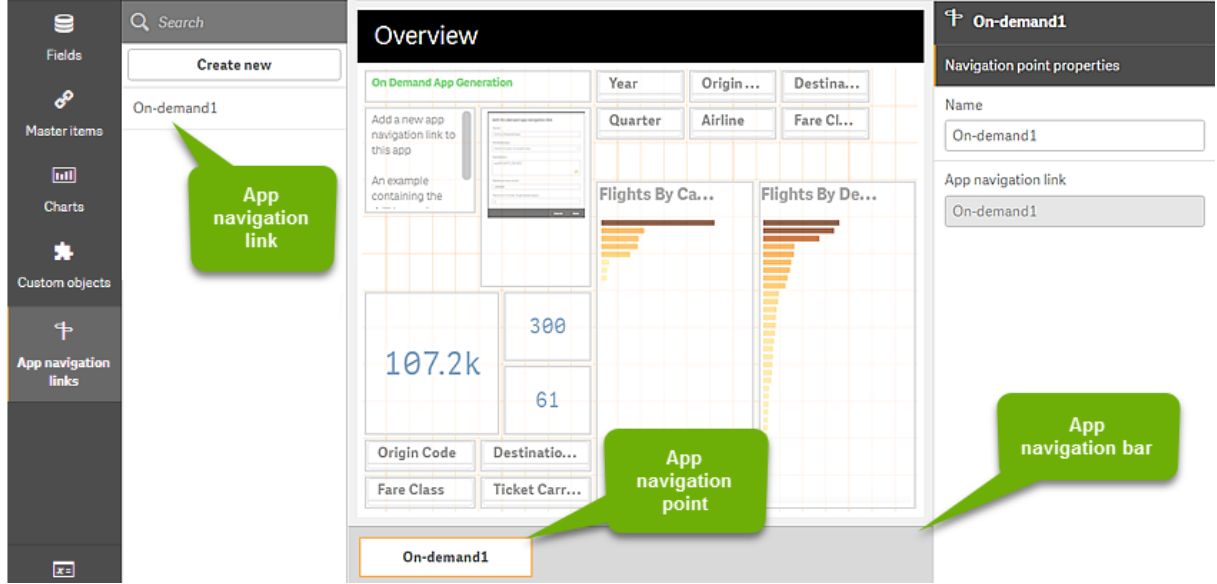 Fields
Master items
Charts
Custom objects
App navigation
links
x=
Search
Create new
On-demand1
App
navigation
link
Overview
On Demand App Generation
Add a new app
navigation link to
this app
An example
containing the
Year
Origin ...
Destina...
Quarter
Airline
Fare Cl...
Flights By Ca...
Flights By De...
107.2k
300
61
Origin Code
Destinatio...
Fare Class
Ticket Carr...
App
navigation
point
On-demand1
App
navigation bar
On-demand1
Navigation point properties
Name
On-demand1
App navigation link
On-demand1